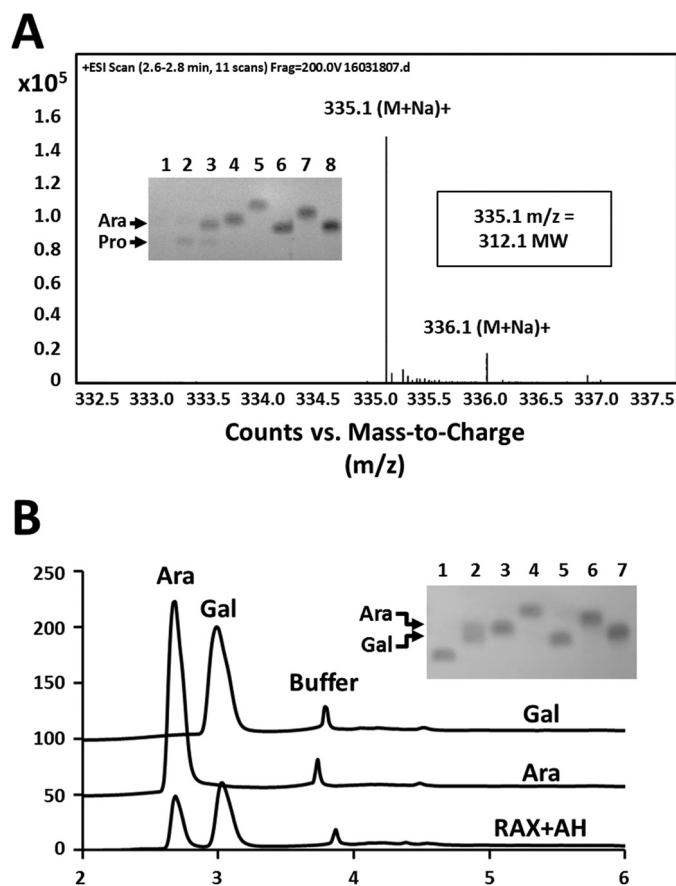 A
+ESI Scan (2.6-2.8 min, 11 scans) Frag=200.0V 16031807.d
x10⁵
1.6
1.4
1.2
1.0
0.8
0.6
0.4
0.2
0
335.1 (M+Na)+
1 2 3 4 5 6 7 8
Ara
Pro
335.1 m/z =
312.1 MW
336.1 (M+Na)+
332.5 333.0 333.5 334.0 334.5 335.0 335.5 336.0 336.5 337.0 337.5
Counts vs. Mass-to-Charge
(m/z)
B
250
200
150
100
50
0
Ara
Gal
Buffer
1 2 3 4 5 6 7
Ara
Gal
Gal
Ara
RAX+AH
2 3 4 5 6